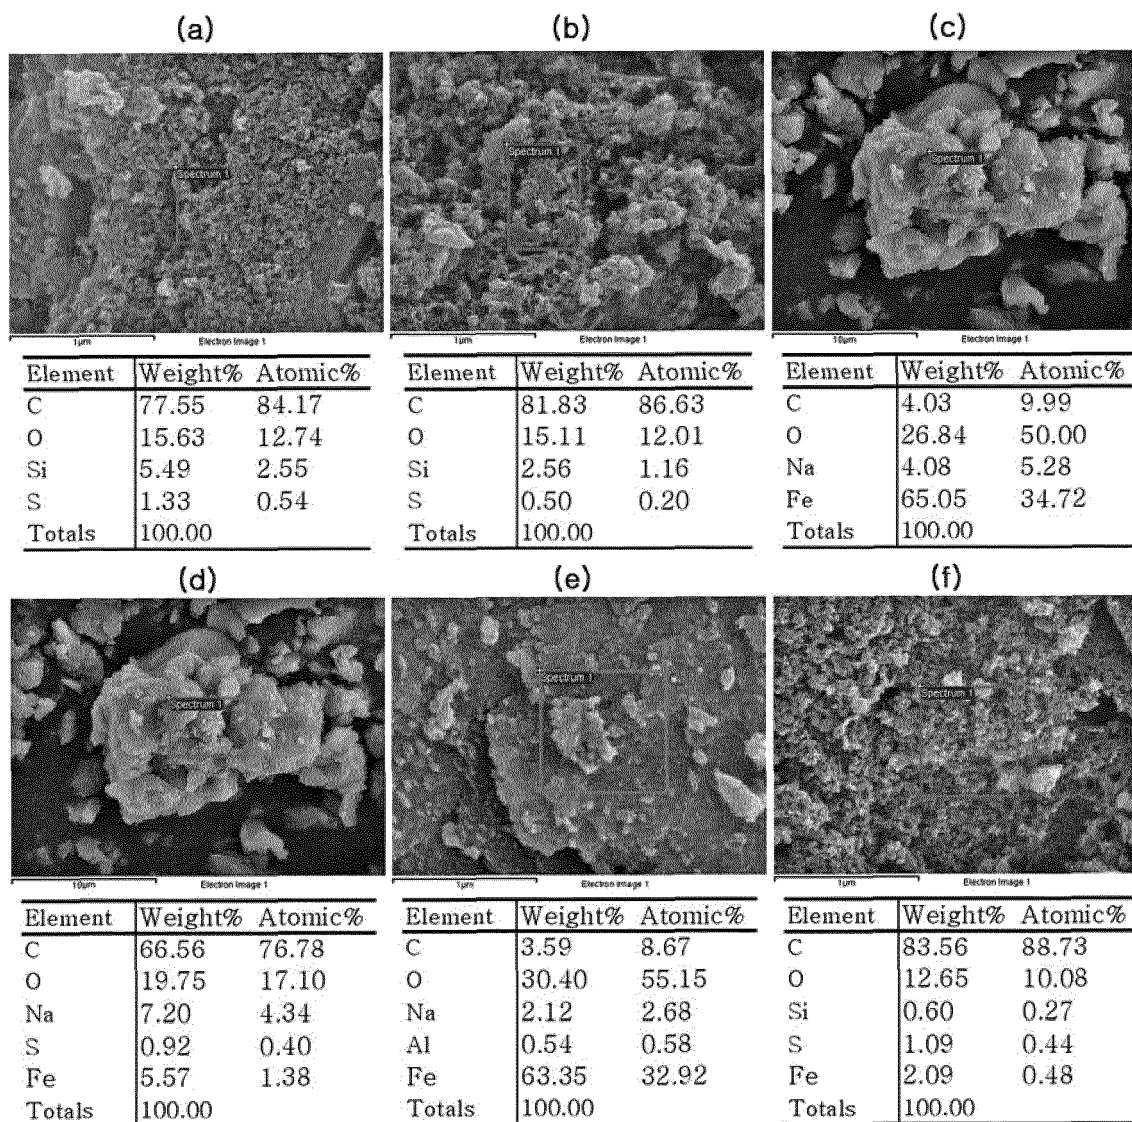 (a) (b) (c)
Spectrum 1 Spectrum 1 Spectrum 1
1µm Electron Image 1 1µm Electron Image 1 10µm Electron Image 1
Element Weight% Atomic% Element Weight% Atomic% Element Weight% Atomic%
C 77.55 84.17 C 81.83 86.63 C 4.03 9.99
O 15.63 12.74 O 15.11 12.01 O 26.84 50.00
Si 5.49 2.55 Si 2.56 1.16 Na 4.08 5.28
S 1.33 0.54 S 0.50 0.20 Fe 65.05 34.72
Totals 100.00 Totals 100.00 Totals 100.00
(d) (e) (f)
Spectrum 1 Spectrum 1 Spectrum 1
10µm Electron Image 1 1µm Electron Image 1 1µm Electron Image 1
Element Weight% Atomic% Element Weight% Atomic% Element Weight% Atomic%
C 66.56 76.78 C 3.59 8.67 C 83.56 88.73
O 19.75 17.10 O 30.40 55.15 O 12.65 10.08
Na 7.20 4.34 Na 2.12 2.68 Si 0.60 0.27
S 0.92 0.40 Al 0.54 0.58 S 1.09 0.44
Fe 5.57 1.38 Fe 63.35 32.92 Fe 2.09 0.48
Totals 100.00 Totals 100.00 Totals 100.00